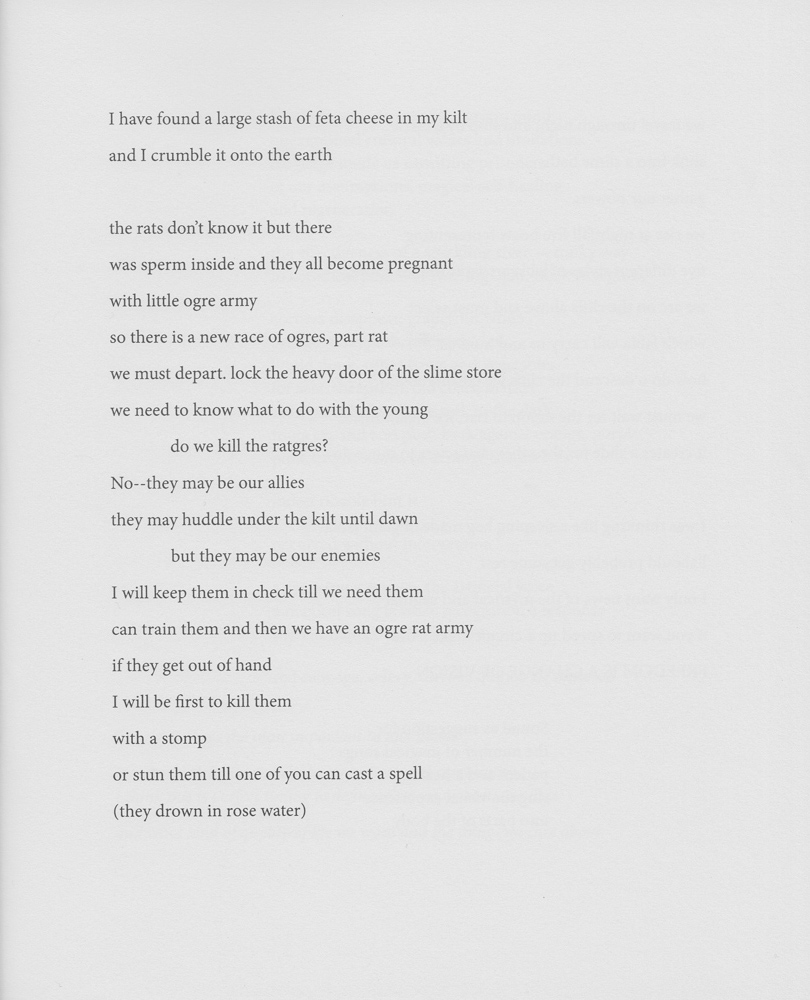 I have found a large stash of feta cheese in my kilt
and I crumble it onto the earth
the rats don’t know it but there
was sperm inside and they all become pregnant
with little ogre army
so there is a new race of ogres, part rat
we must depart. lock the heavy door of the slime store
we need to know what to do with the young
do we kill the ratgres?
No--they may be our allies
they may huddle under the kilt until dawn
but they may be our enemies
I will keep them in check till we need them
can train them and then we have an ogre rat army
if they get out of hand
I will be first to kill them
with a stomp
or stun them till one of you can cast a spell
(they drown in rose water)